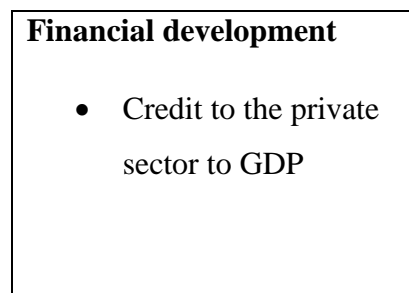 Financial development
• Credit to the private
sector to GDP